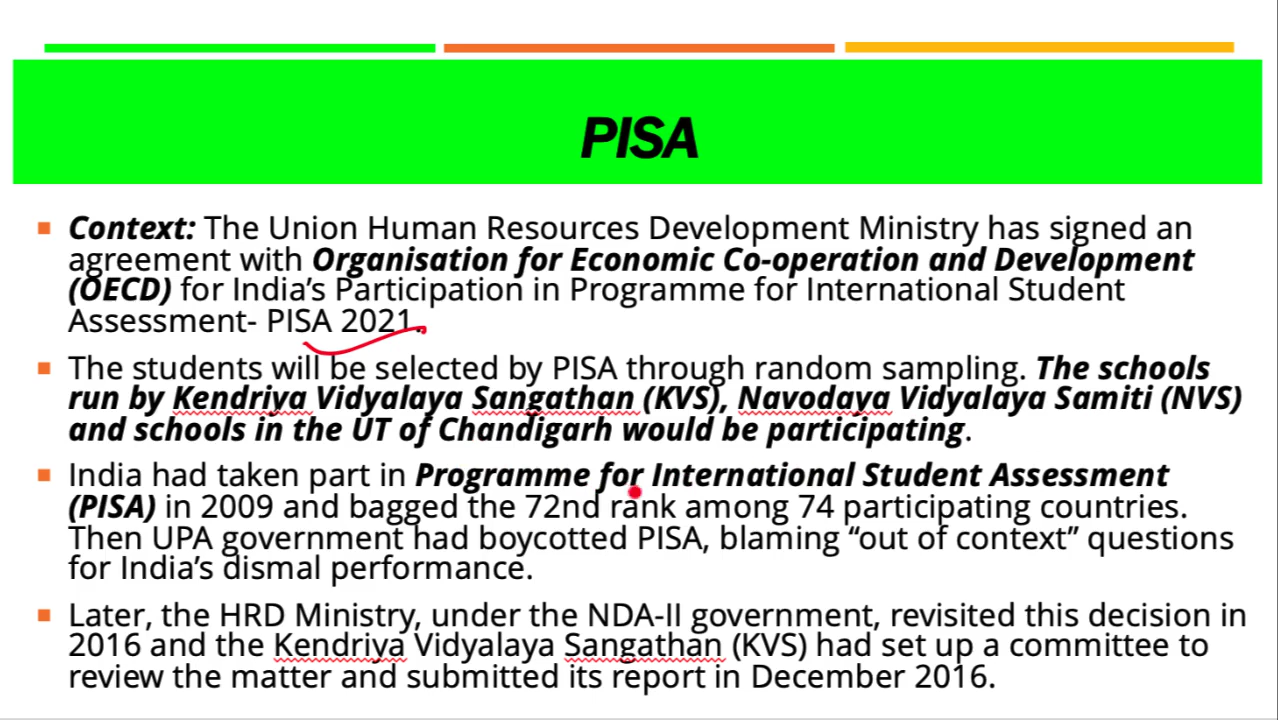 PISA
Context: The Union Human Resources Development Ministry has signed an
agreement with Organisation for Economic Co-operation and Development
(OECD) for India's Participation in Programme for International Student
Assessment- PISA 2021.
The students will be selected by PISA through random sampling. The schools
run by Kendriya Vidyalaya Sangathan (KVS), Navodaya Vidyalaya Samiti (NVS)
and schools in the UT of Chandigarh would be participating.
India had taken part in Programme for International Student Assessment
(PISA) in 2009 and bagged the 72nd rank among 74 participating countries.
Then UPA government had boycotted PISA, blaming “out of context” questions
for India's dismal performance.
Later, the HRD Ministry, under the NDA-II government, revisited this decision in
2016 and the Kendriya Vidyalaya Sangathan (KVS) had set up a committee to
review the matter and submitted its report in December 2016.